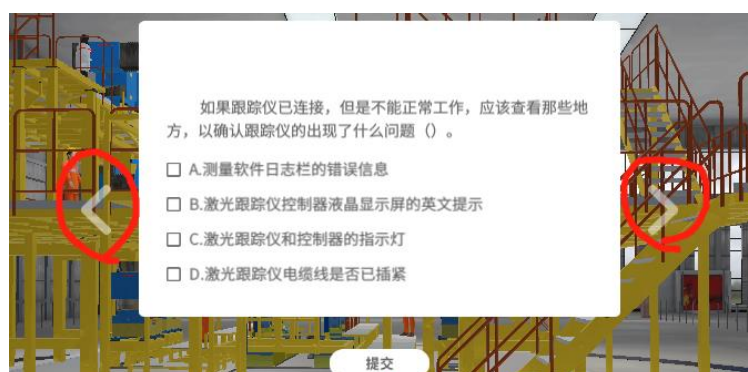 如果跟踪仪已连接，但是不能正常工作，应该查看那些地
方，以确认跟踪仪的出现了什么问题（）。
A.测量软件日志栏的错误信息
B.激光跟踪仪控制器液晶显示屏的英文提示
C.激光跟踪仪和控制器的指示灯
D.激光跟踪仪电缆线是否已插紧
提交